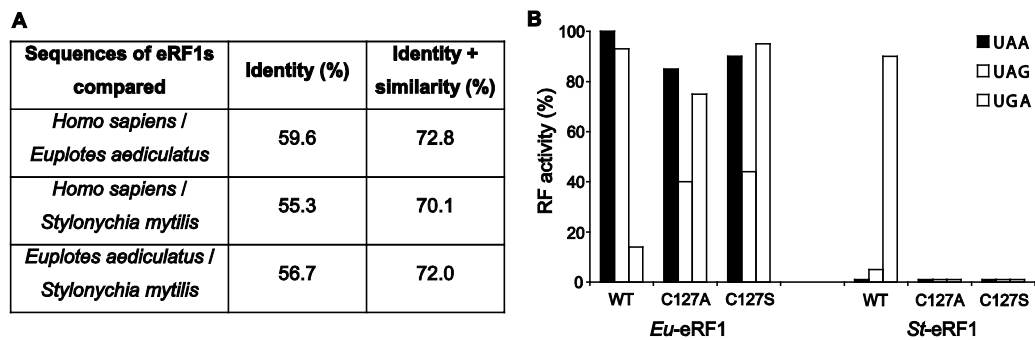 A
Sequences of eRF1s compared
Identity (%)
Identity + similarity (%)
Homo sapiens / Euplotes aediculatus
59.6
72.8
Homo sapiens / Stylonychia mytilis
55.3
70.1
Euplotes aediculatus / Stylonychia mytilis
56.7
72.0
B
RF activity (%)
100
80
60
40
20
0
UAA
UAG
UGA
WT
C127A
C127S
WT
C127A
C127S
Eu-eRF1
St-eRF1